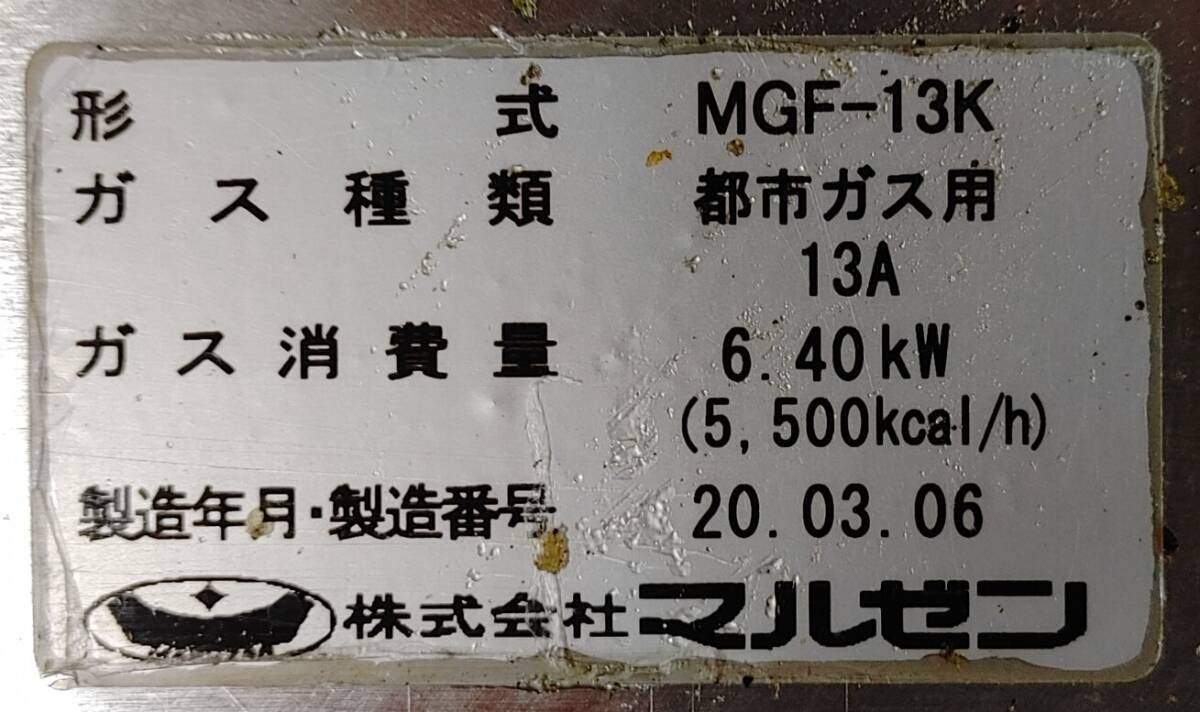 形式 MGF-13K
ガス種類 都市ガス用
13A
ガス消費量 6.40kW
(5,500kcal/h)
製造年月・製造番号 20.03.06
株式会社マルゼン